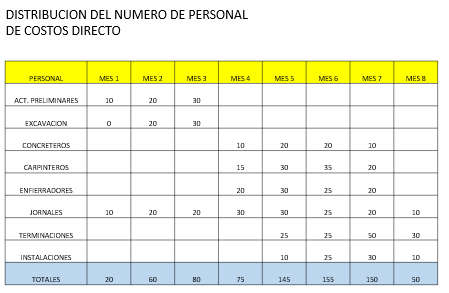 DISTRIBUCION DEL NUMERO DE PERSONAL
DE COSTOS DIRECTO
PERSONAL MES 1 MES 2 MES 3 MES 4 MES 5 MES 6 MES 7 MES 8
ACT. PRELIMINARES 10 20 30
EXCAVACION 0 20 30
CONCRETEROS 10 20 20 10
CARPINTEROS 15 30 35 20
ENFIERRADORES 20 30 25 20
JORNALES 10 20 20 30 30 25 20 10
TERMINACIONES 25 25 50 30
INSTALACIONES 10 25 30 10
TOTALES 20 60 80 75 145 155 150 50